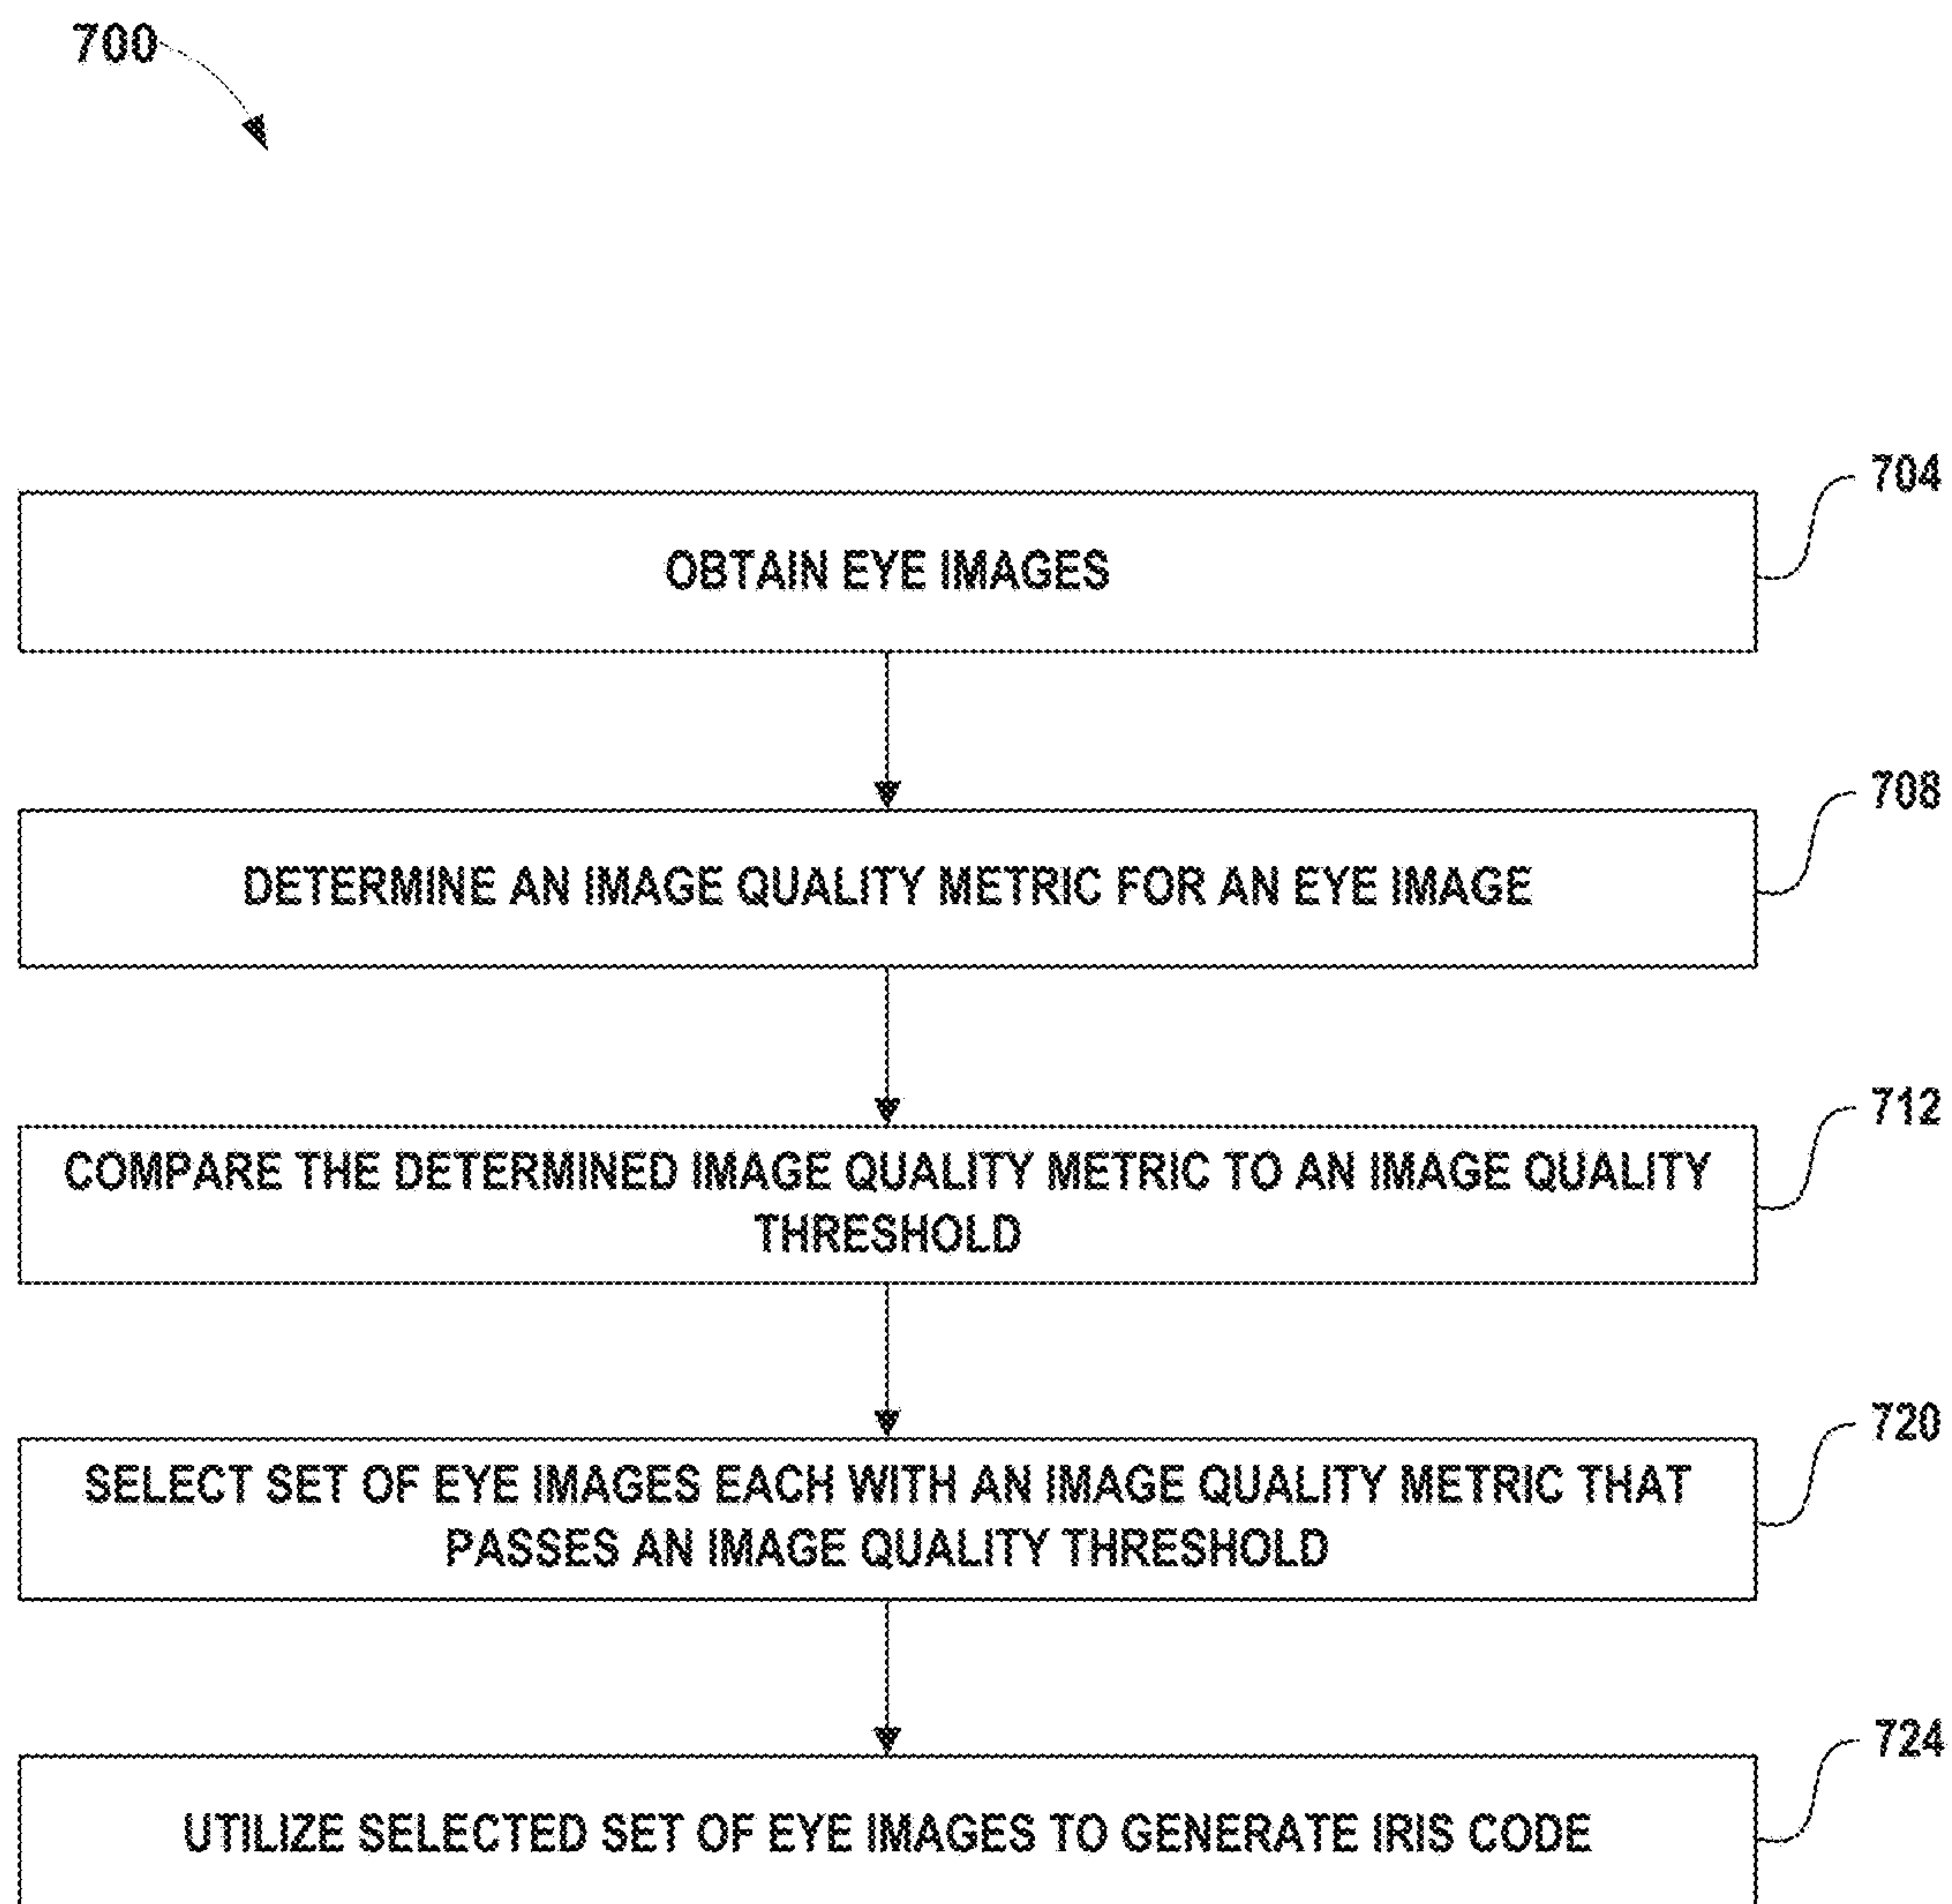 700
704
OBTAIN EYE IMAGES
708
DETERMINE AN IMAGE QUALITY METRIC FOR AN EYE IMAGE
712
COMPARE THE DETERMINED IMAGE QUALITY METRIC TO AN IMAGE QUALITY
THRESHOLD
720
SELECT SET OF EYE IMAGES EACH WITH AN IMAGE QUALITY METRIC THAT
PASSES AN IMAGE QUALITY THRESHOLD
724
UTILIZE SELECTED SET OF EYE IMAGES TO GENERATE IRIS CODE